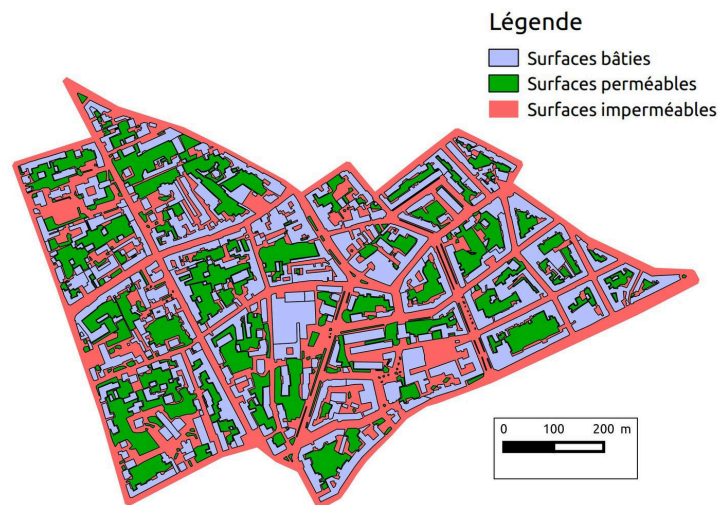 Légende
Surfaces bâties
Surfaces perméables
Surfaces imperméables
0 100 200 m